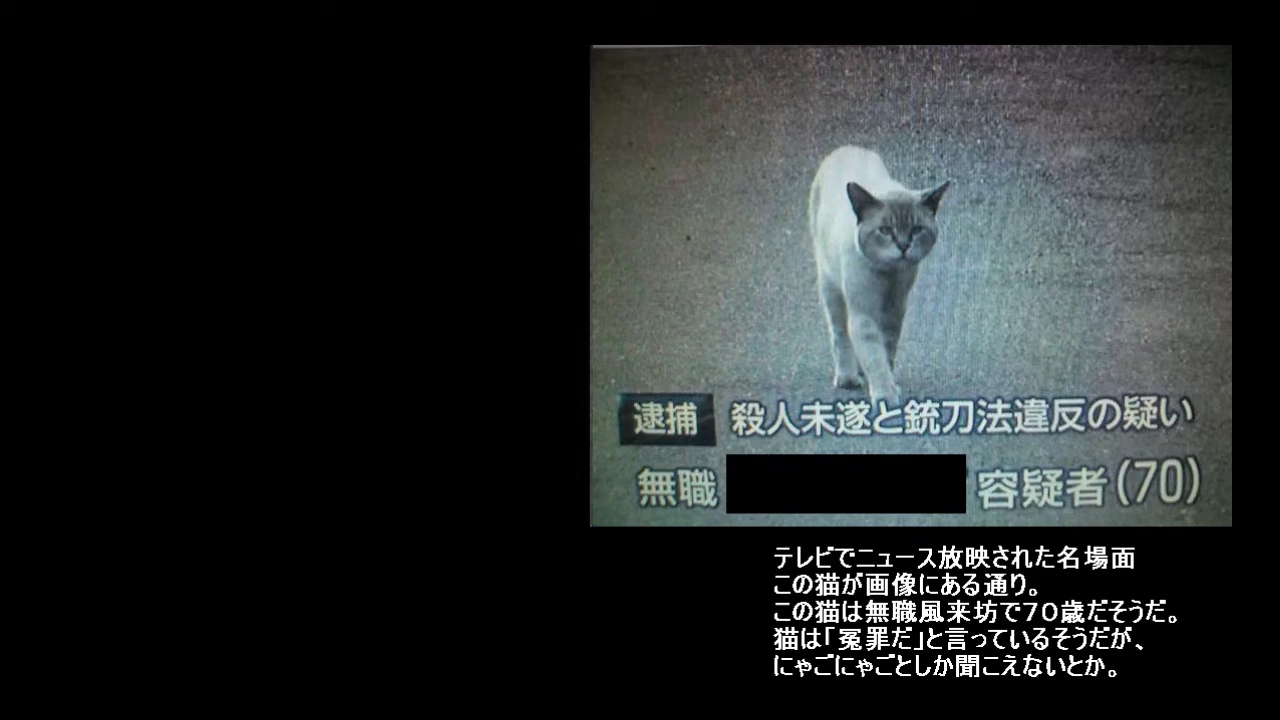 逮捕 殺人未遂と銃刀法違反の疑い
無職 容疑者(70)
テレビでニュース放映された名場面
この猫が画像にある通り。
この猫は無職風来坊で70歳だそうだ。
猫は「冤罪だ」と言っているそうだが、
にゃごにゃごとしか聞こえないとか。